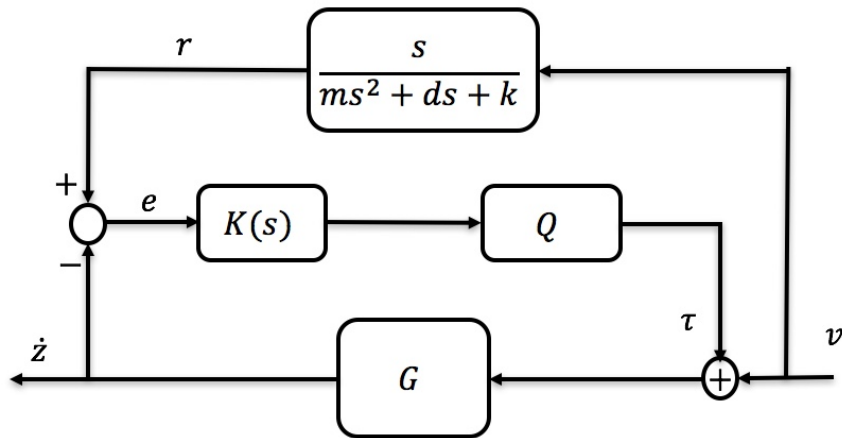 r
s
ms² + ds + k
+
e
K(s)
Q
−
ż
τ
v
G
+